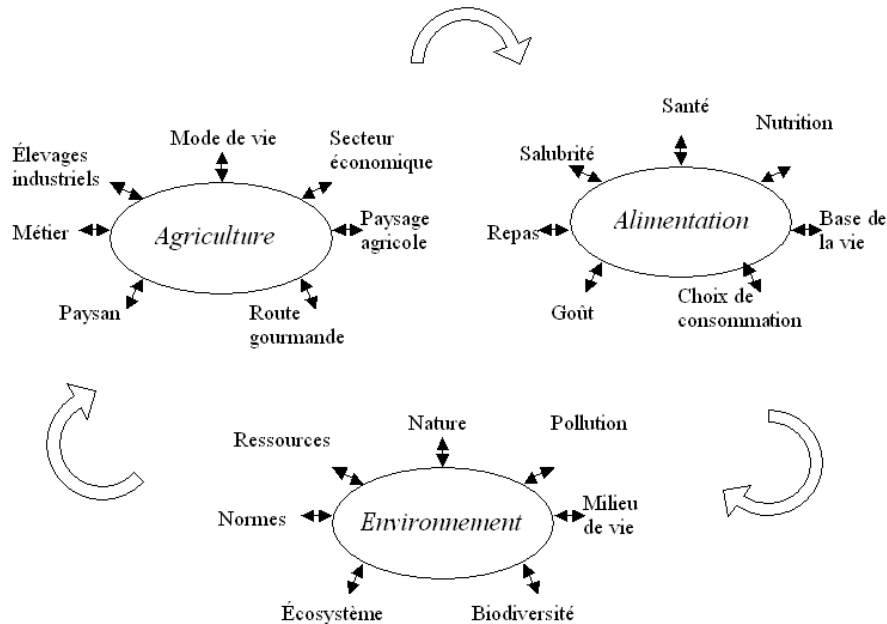 Mode de vie
Secteur
économique
Élevages
industriels
Métier
Agriculture
Paysage
agricole
Paysan
Route
gourmande
Santé
Nutrition
Salubrité
Repas
Alimentation
Base de
la vie
Goût
Choix de
consommation
Nature
Pollution
Ressources
Normes
Environnement
Milieu
de vie
Écosystème
Biodiversité